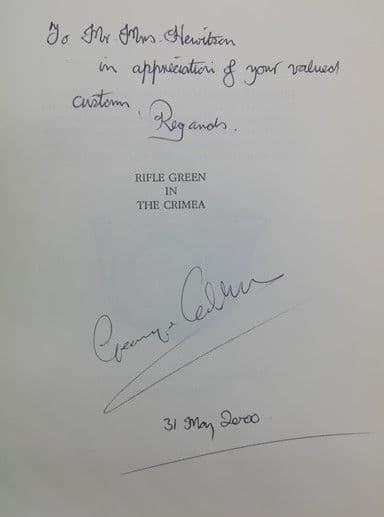 To Mr Mrs. Hewitson
in appreciation of your valued
custom,
Regards.
RIFLE GREEN
IN
THE CRIMEA
George
31 May 2000